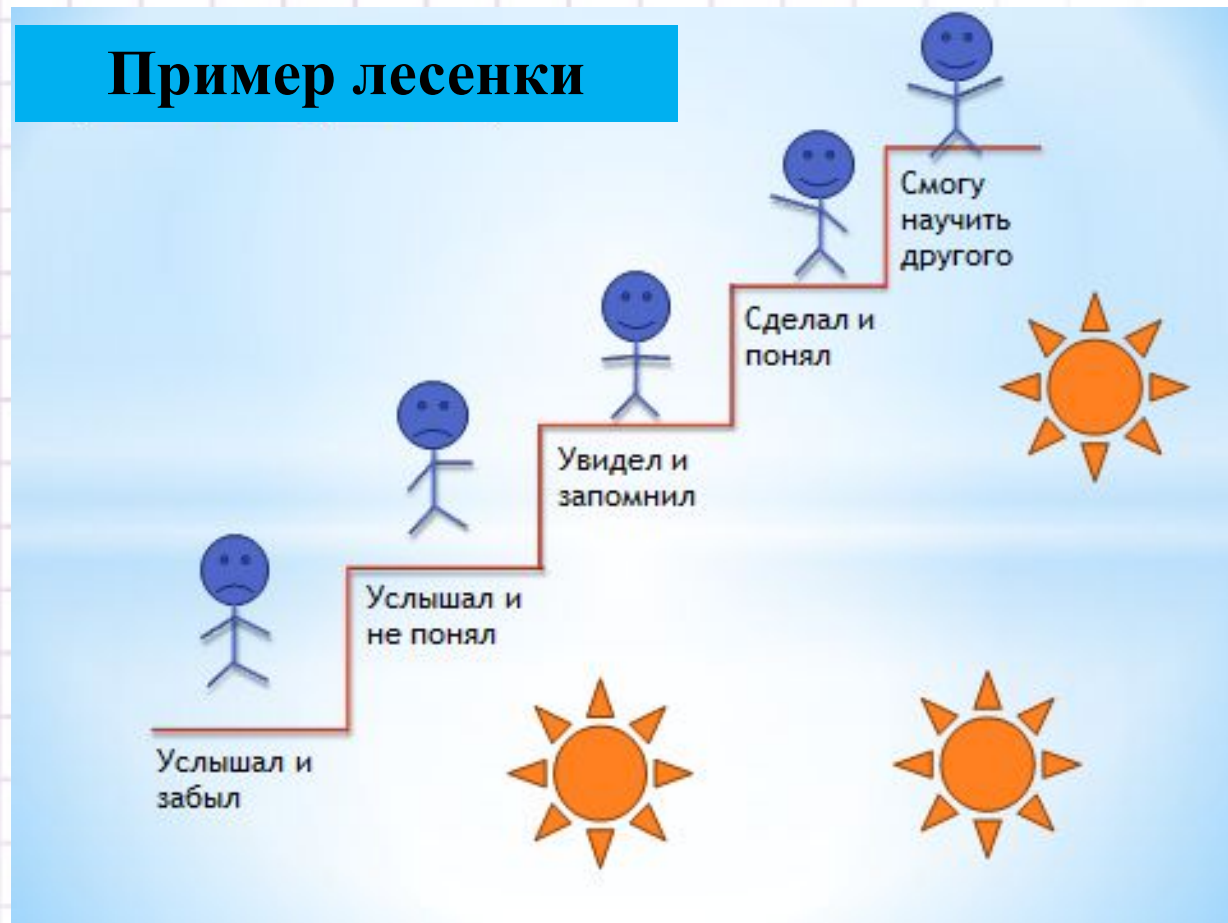 Пример лесенки
Смогу
научить
другого
Сделал и
понял
Увидел и
запомнил
Услышал и
не понял
Услышал и
забыл